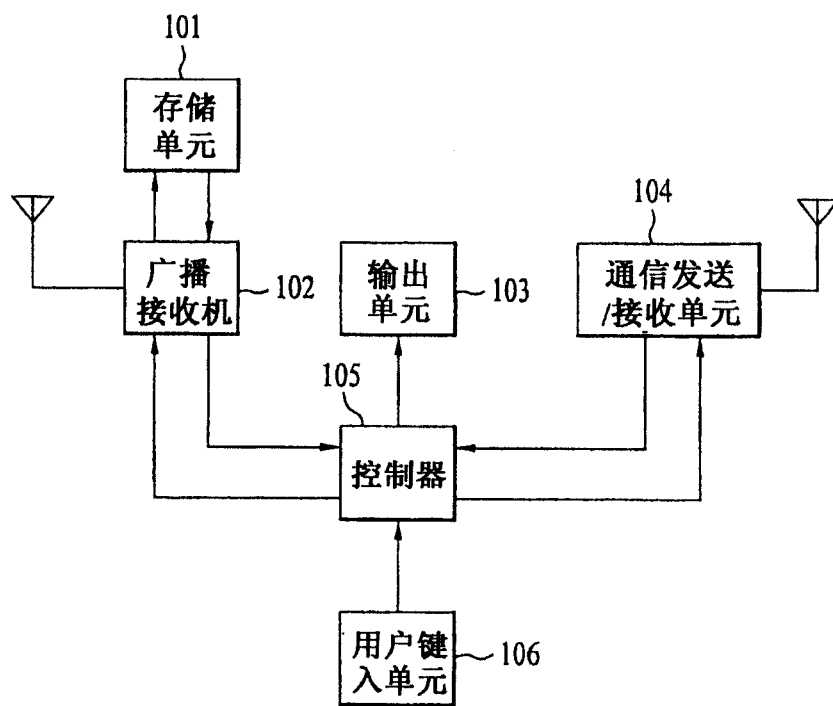 101
存储
单元
104
广播
接收机
102
输出
单元
103
通信发送
/接收单元
105
控制器
用户键
入单元
106